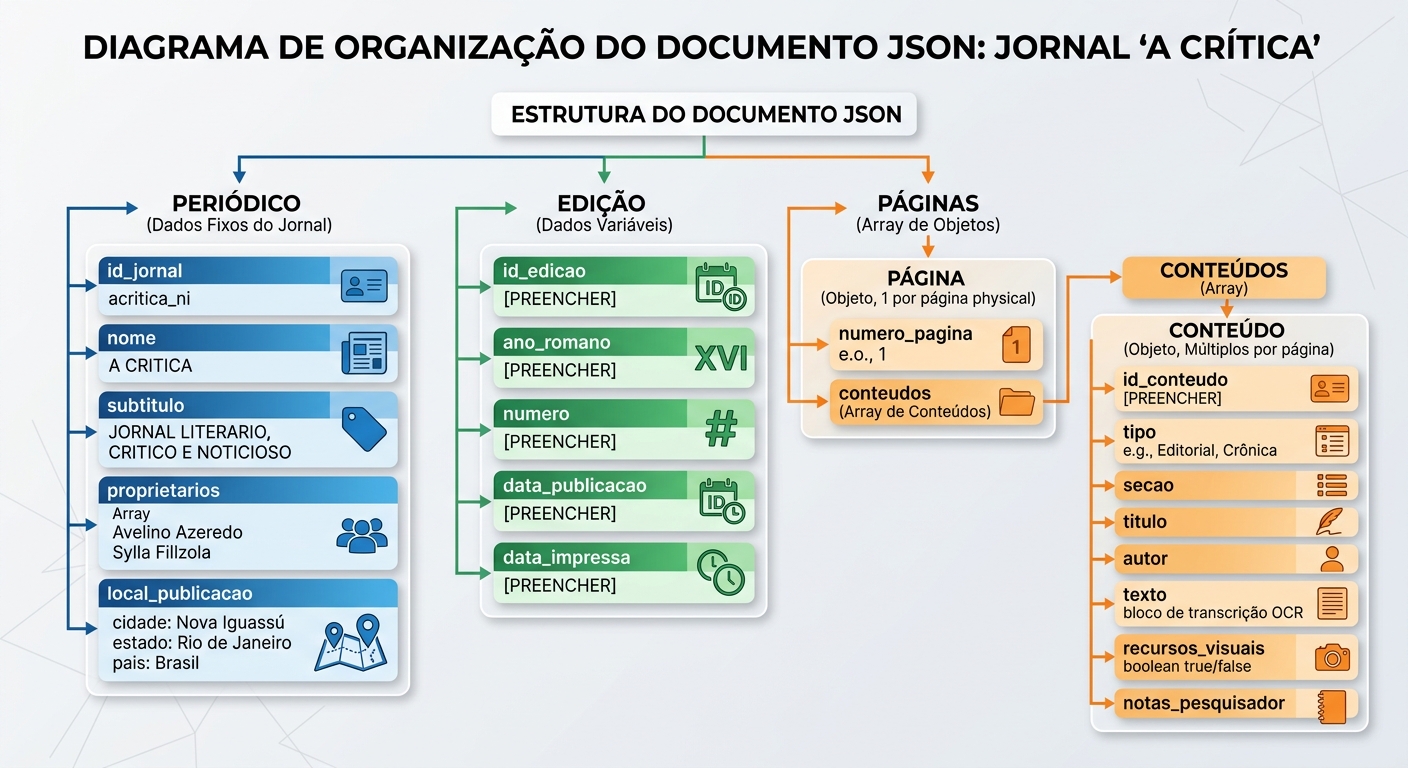 DIAGRAMA DE ORGANIZAÇÃO DO DOCUMENTO JSON: JORNAL ‘A CRÍTICA’
ESTRUTURA DO DOCUMENTO JSON
PERIÓDICO
(Dados Fixos do Jornal)
id_jornal
acritica_ni
nome
A CRITICA
subtitulo
JORNAL LITERARIO,
CRITICO E NOTICIOSO
proprietarios
Array
Avelino Azeredo
Sylla Fillzola
local_publicacao
cidade: Nova Iguassú
estado: Rio de Janeiro
pais: Brasil
EDIÇÃO
(Dados Variáveis)
id_edicao
[PREENCHER]
ID
ID
ano_romano
[PREENCHER]
XVI
numero
[PREENCHER]
#
data_publicacao
[PREENCHER]
ID
data_impressa
[PREENCHER]
PÁGINAS
(Array de Objetos)
PÁGINA
(Objeto, 1 por página physical)
numero_pagina
e.o., 1
1
conteudos
(Array de Conteúdos)
CONTEÚDOS
(Array)
CONTEÚDO
(Objeto, Múltiplos por página)
id_conteudo
[PREENCHER]
tipo
e.g., Editorial, Crônica
secao
titulo
autor
texto
bloco de transcrição OCR
recursos_visuais
boolean true/false
notas_pesquisador